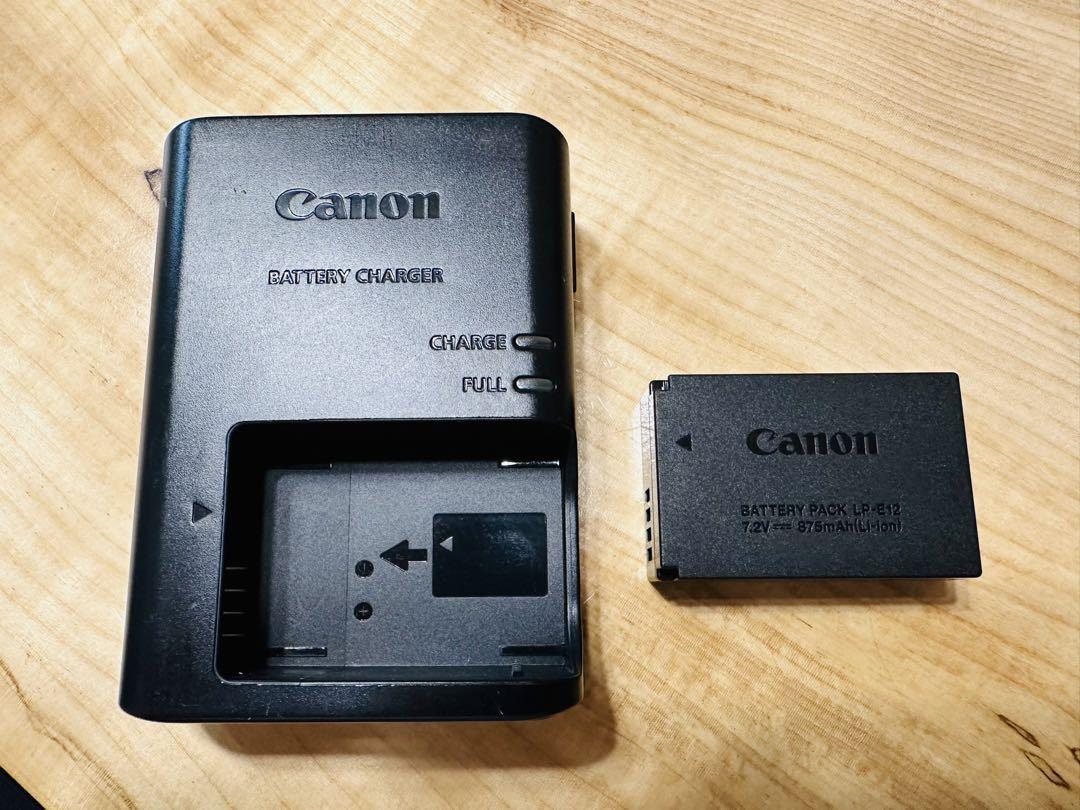 Canon
BATTERY CHARGER
CHARGE
FULL
Canon
BATTERY PACK LP-E12
7.2V⎓ 875mAh(Li-ion)